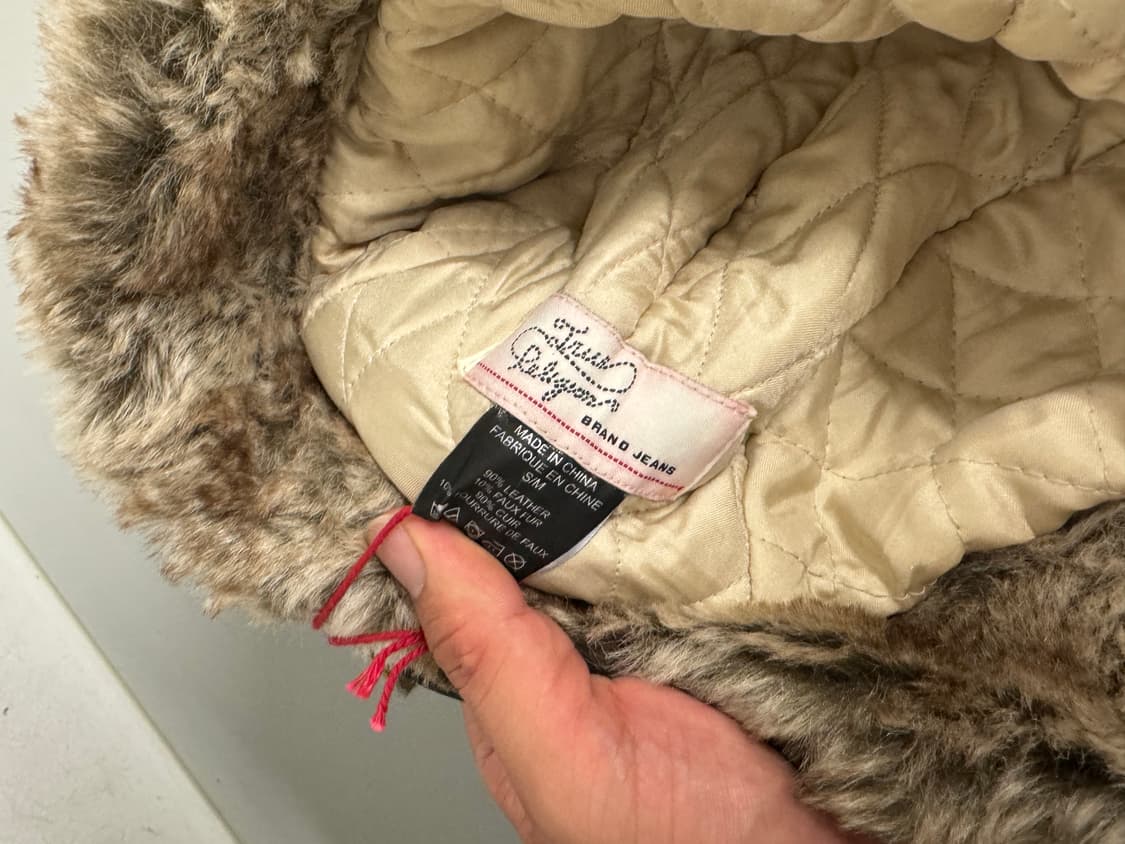 "True
Religion"
BRAND JEANS
MADE IN CHINA
FABRIQUE EN CHINE
S/M
90% LEATHER
10% FAUX FUR
90% CUIR
FOURRURE DE FAUX